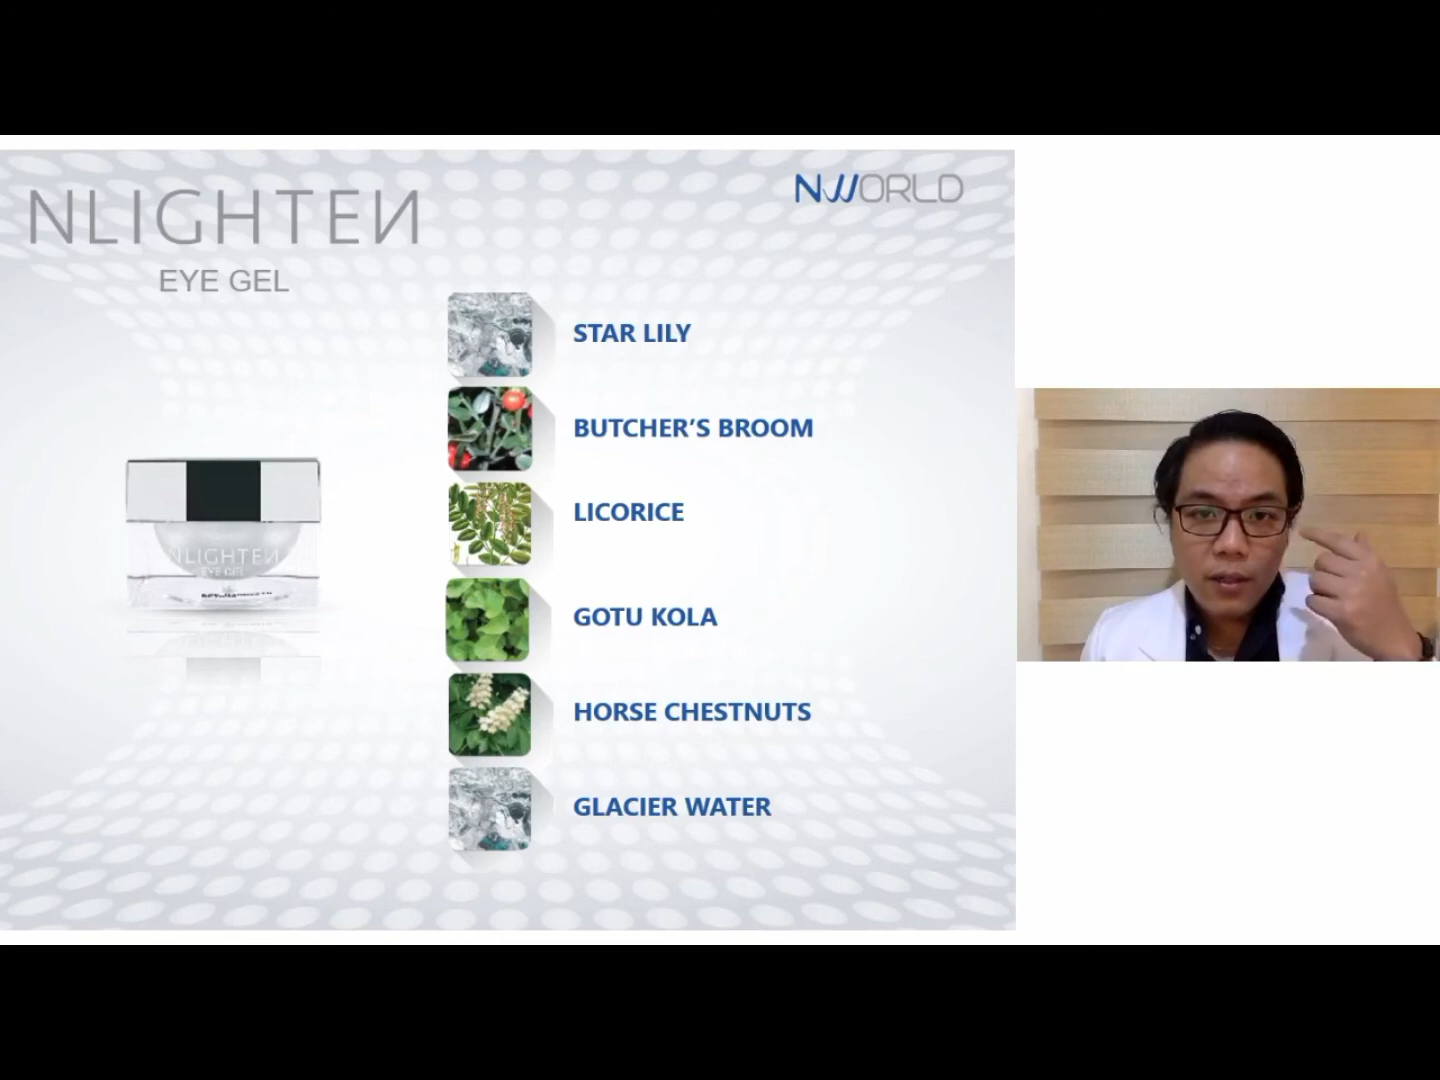 NLIGHTEN
NWORLD
EYE GEL
STAR LILY
BUTCHER'S BROOM
LICORICE
GOTU KOLA
HORSE CHESTNUTS
GLACIER WATER
NLIGHTEN
EYE GEL